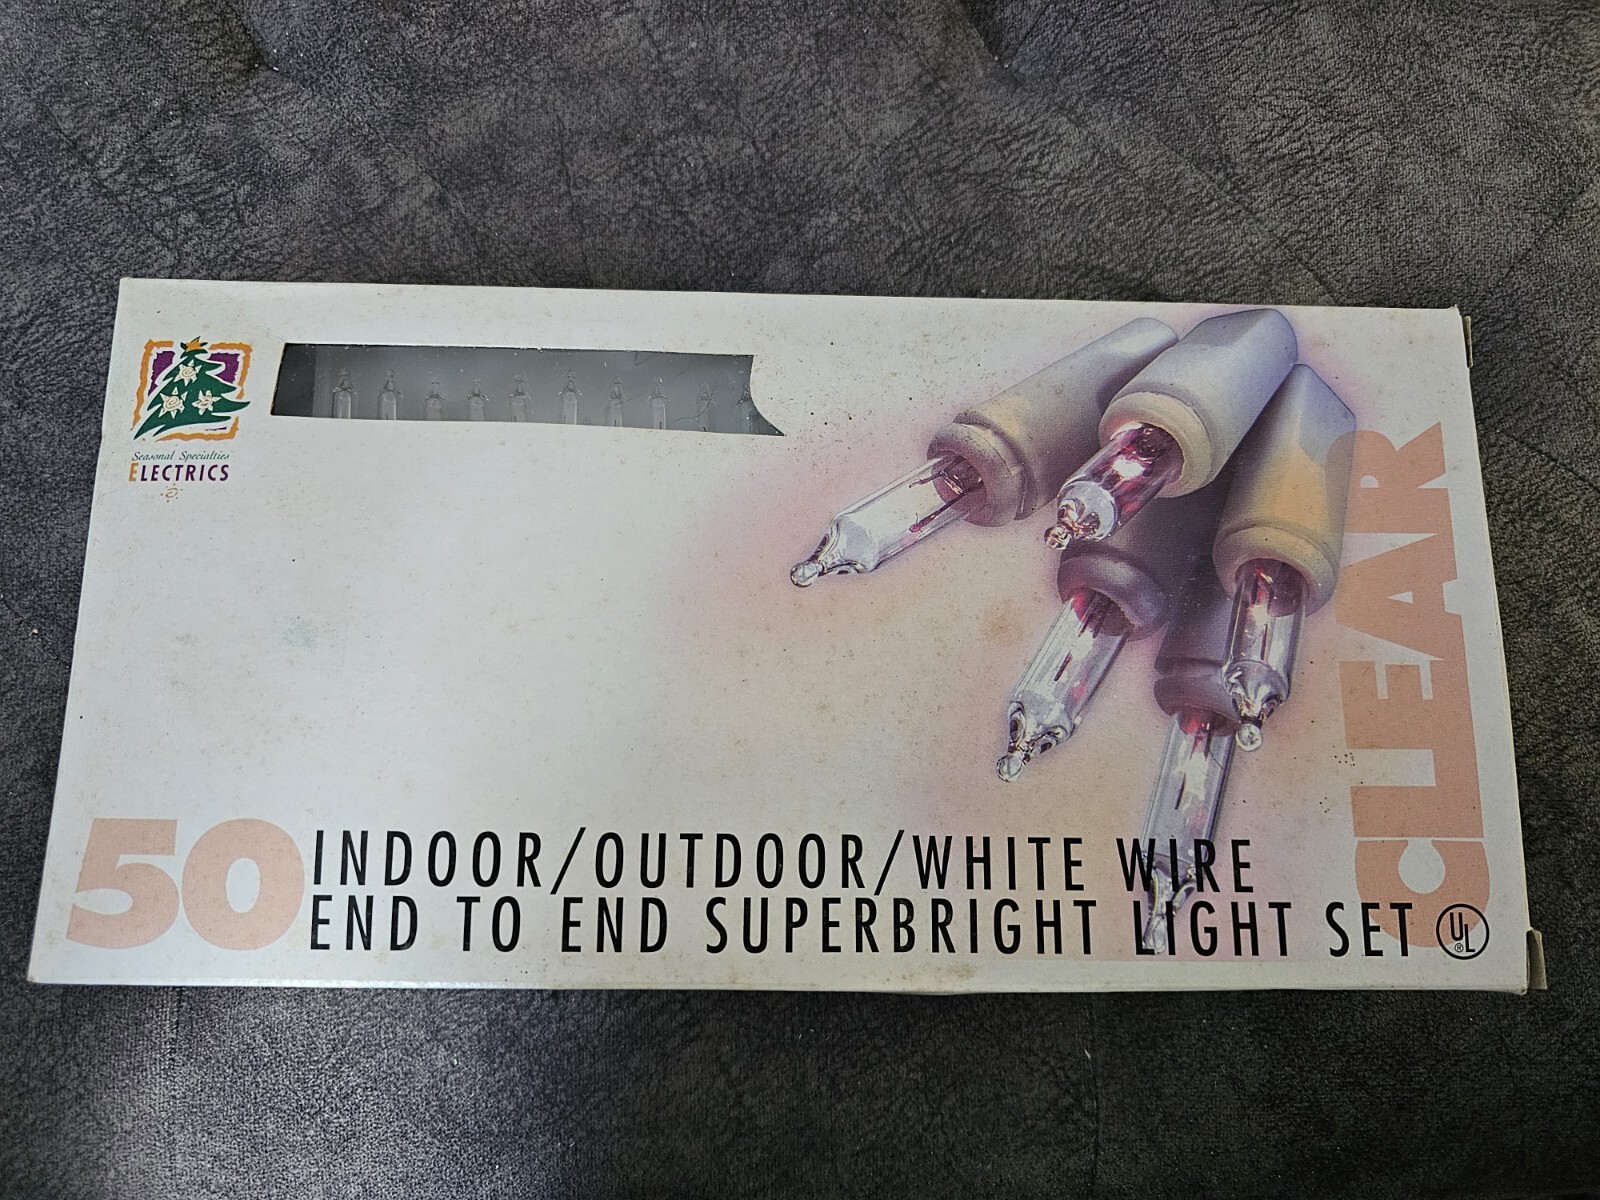 Seasonal Specialties
ELECTRICS
CLEAR
50
INDOOR/OUTDOOR/WHITE WIRE
END TO END SUPERBRIGHT LIGHT SET
UL
®